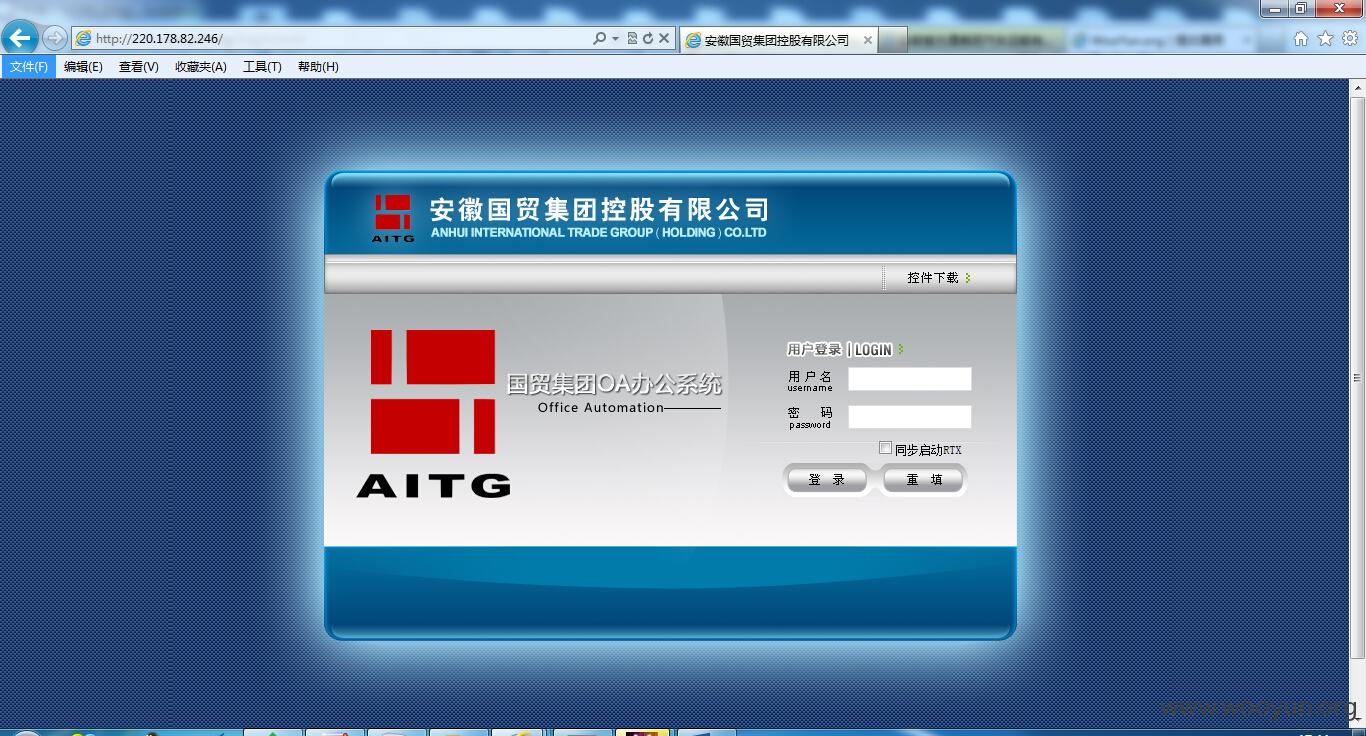 http://220.178.82.246/
安徽国贸集团控股有限公司
文件(F) 编辑(E) 查看(V) 收藏夹(A) 工具(T) 帮助(H)
AITG
安徽国贸集团控股有限公司
ANHUI INTERNATIONAL TRADE GROUP ( HOLDING ) CO.LTD
控件下载
AITG
国贸集团OA办公系统
Office Automation
用户登录 | LOGIN
用户名
username
密 码
password
同步启动RTX
登 录
重 填
www.wooyun.org